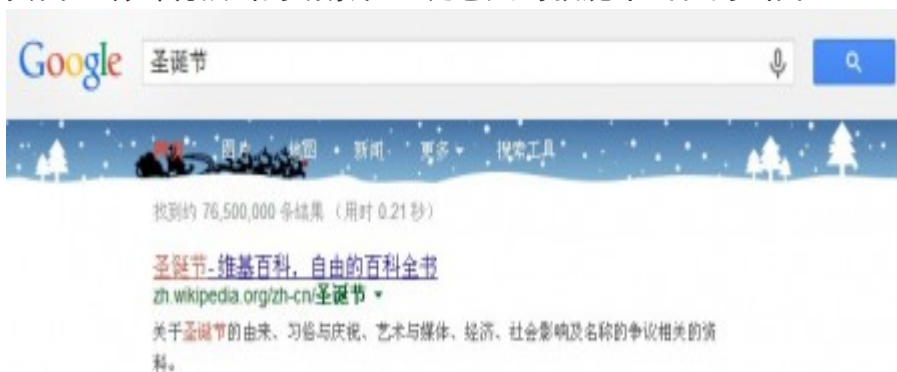 Google 圣诞节
网页 图片 地图 新闻 更多 搜索工具
找到约 76,500,000 条结果 （用时 0.21 秒）
圣诞节- 维基百科，自由的百科全书
zh.wikipedia.org/zh-cn/圣诞节
关于圣诞节的由来、习俗与庆祝、艺术与媒体、经济、社会影响及名称的争议相关的资
料。